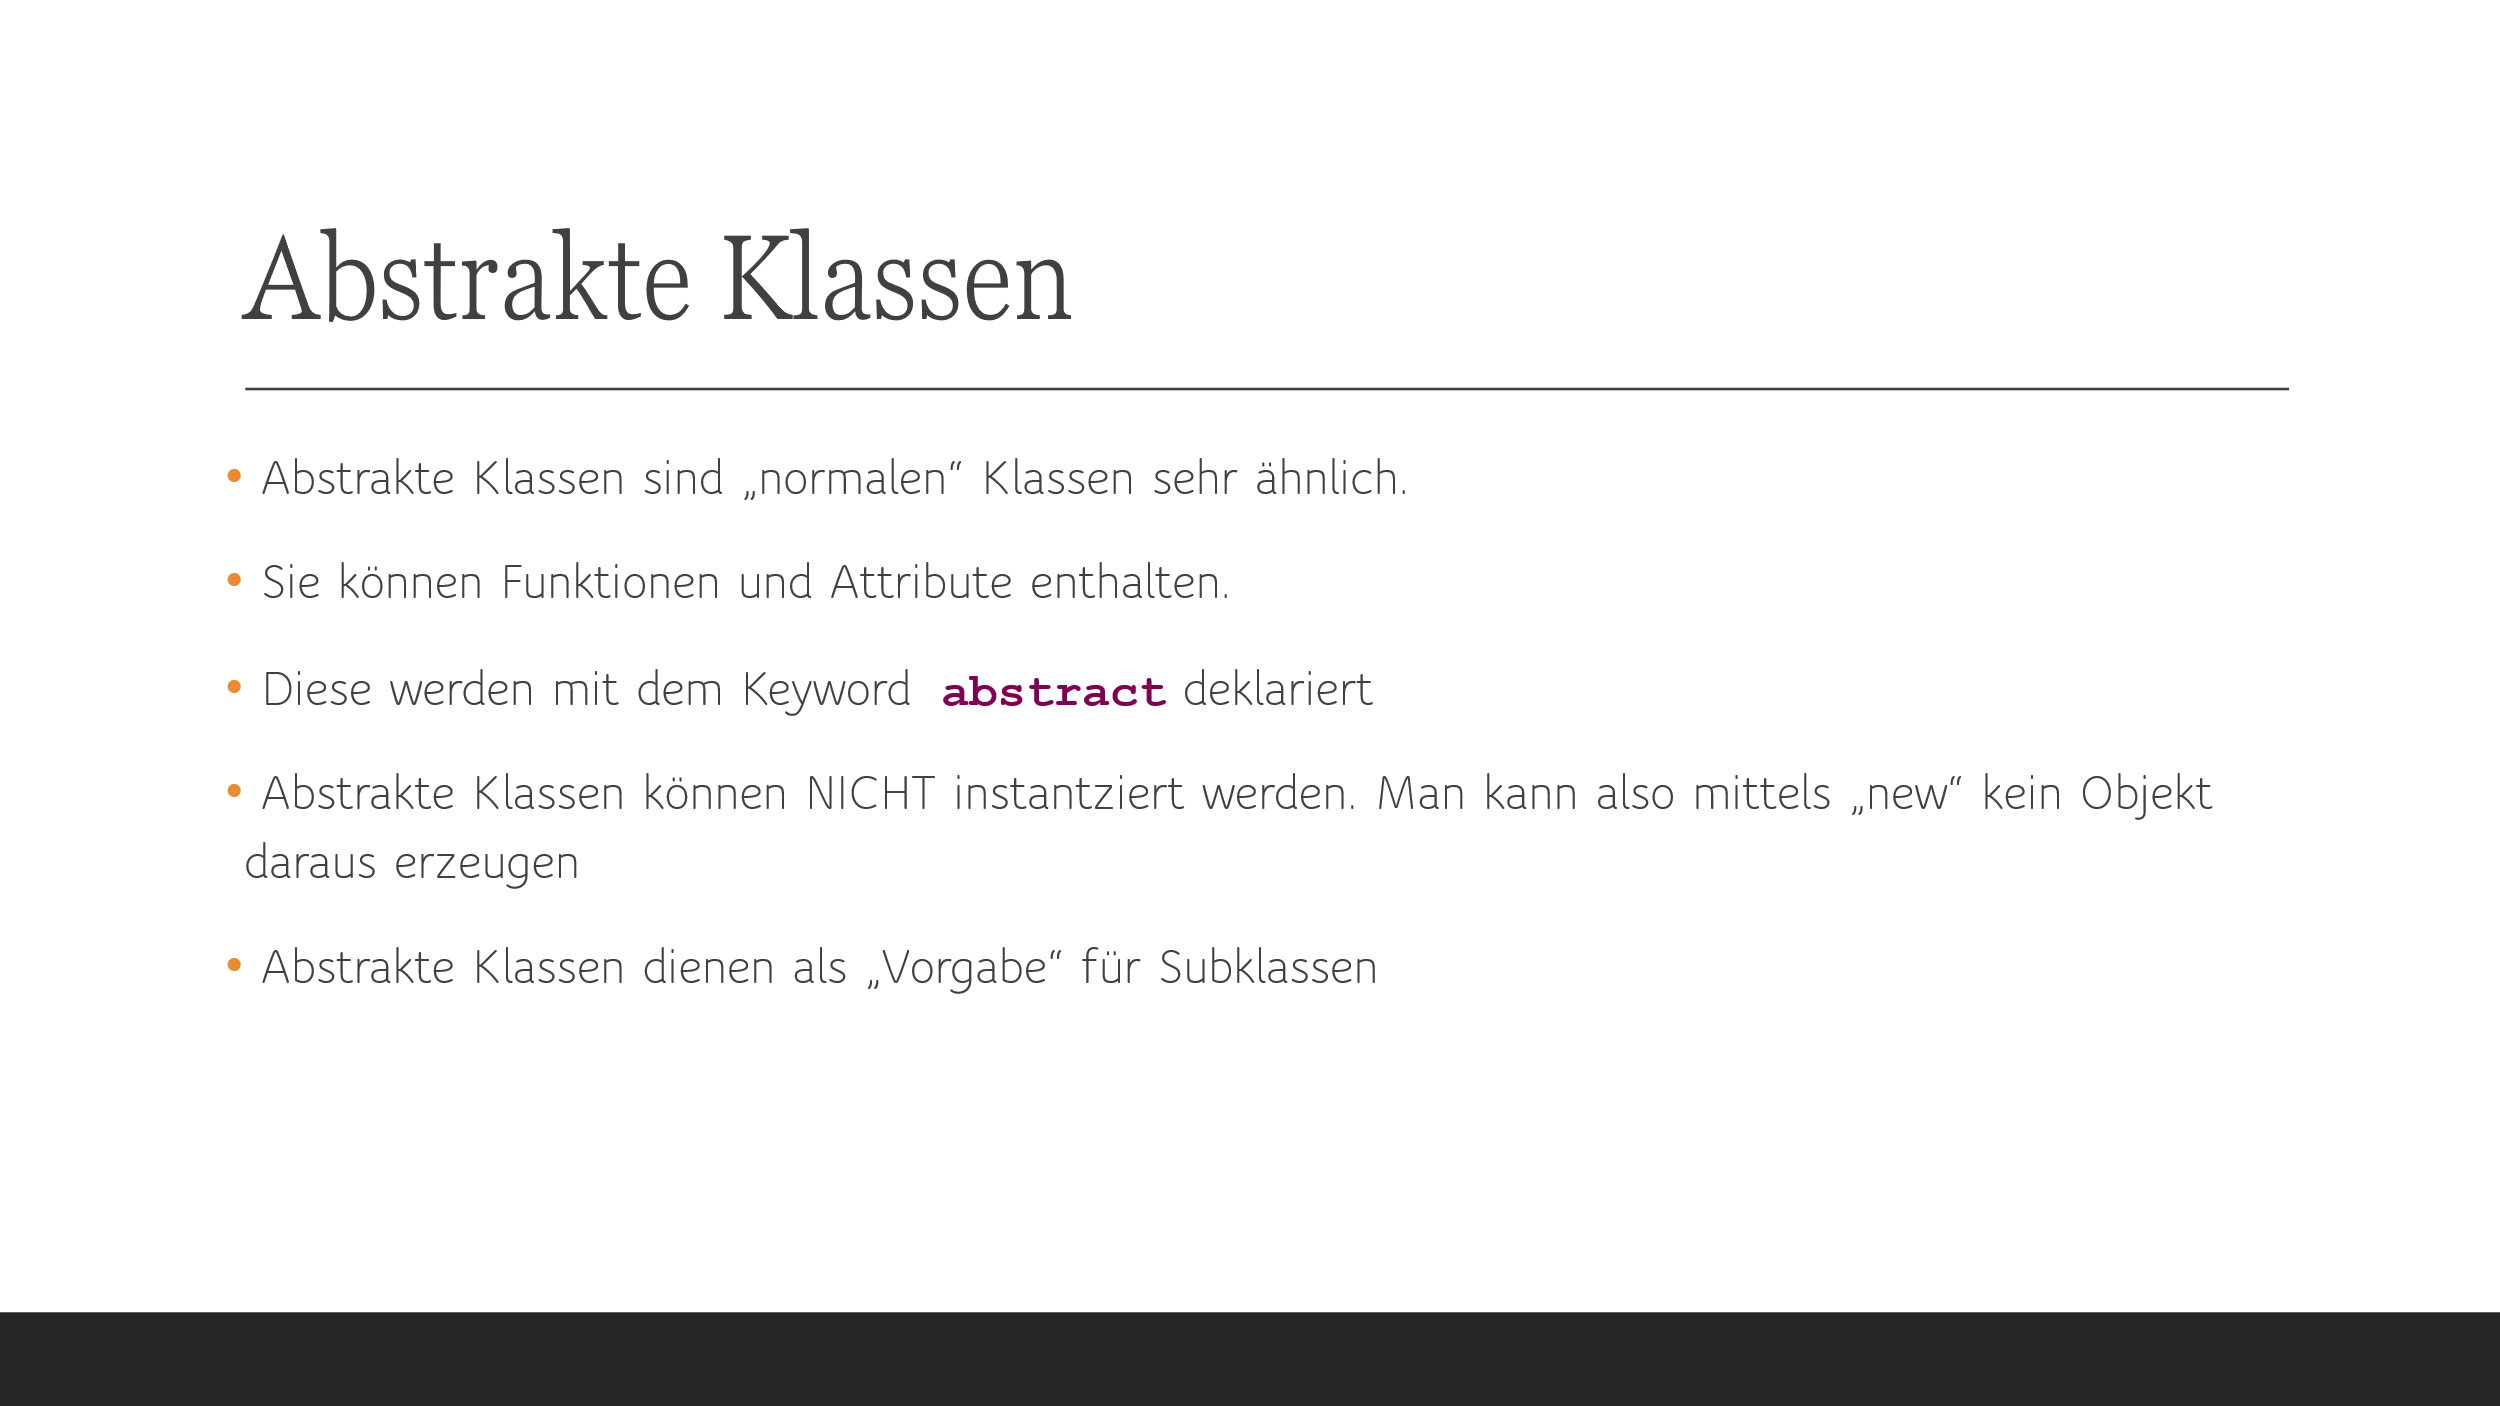 Abstrakte Klassen
• Abstrakte Klassen sind „normalen“ Klassen sehr ähnlich.
• Sie können Funktionen und Attribute enthalten.
• Diese werden mit dem Keyword abstract deklariert
• Abstrakte Klassen können NICHT instantziert werden. Man kann also mittels „new“ kein Objekt
daraus erzeugen
• Abstrakte Klassen dienen als „Vorgabe“ für Subklassen